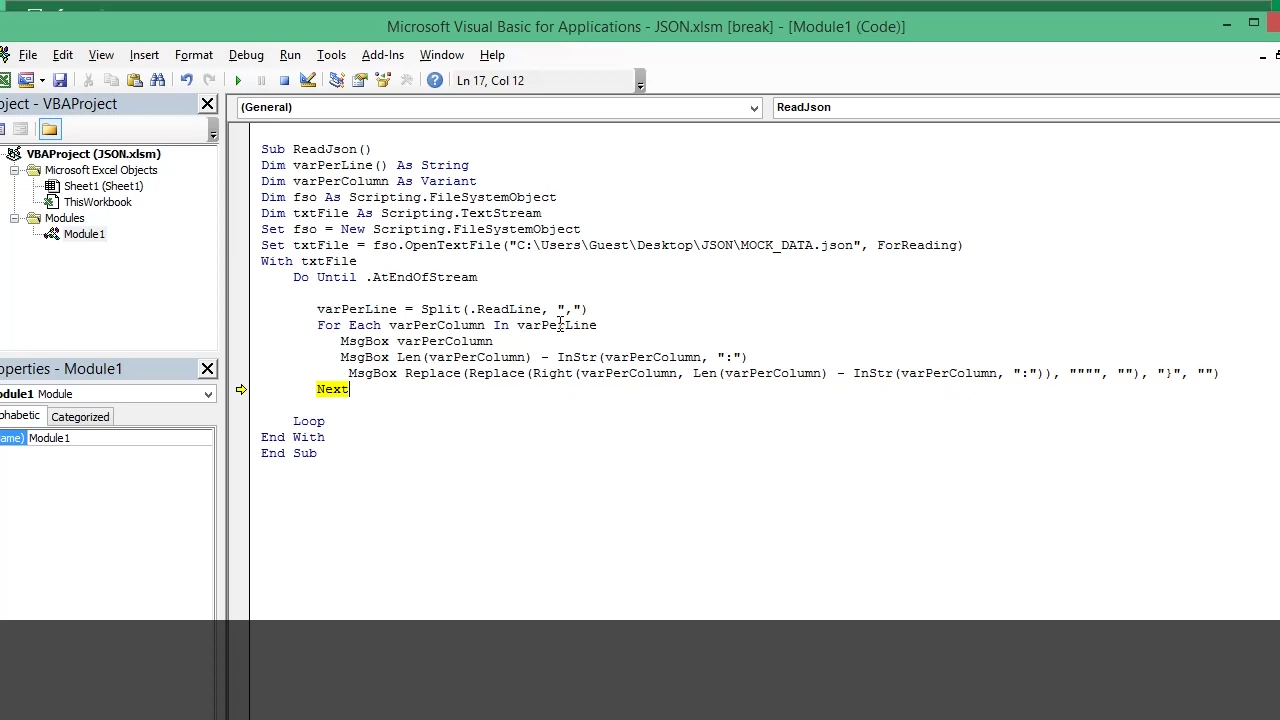 Microsoft Visual Basic for Applications - JSON.xlsm [break] - [Module1 (Code)]
File Edit View Insert Format Debug Run Tools Add-Ins Window Help
Ln 17, Col 12
oject - VBAProject
(General) ReadJson
VBAProject (JSON.xlsm)
Microsoft Excel Objects
Sheet1 (Sheet1)
ThisWorkbook
Modules
Module1
Sub ReadJson()
Dim varPerLine() As String
Dim varPerColumn As Variant
Dim fso As Scripting.FileSystemObject
Dim txtFile As Scripting.TextStream
Set fso = New Scripting.FileSystemObject
Set txtFile = fso.OpenTextFile("C:\Users\Guest\Desktop\JSON\MOCK_DATA.json", ForReading)
With txtFile
Do Until .AtEndOfStream
varPerLine = Split(.ReadLine, ",")
For Each varPerColumn In varPerLine
MsgBox varPerColumn
MsgBox Len(varPerColumn) - InStr(varPerColumn, ":")
MsgBox Replace(Replace(Right(varPerColumn, Len(varPerColumn) - InStr(varPerColumn, ":")), """", ""), "}", "")
Next
Loop
End With
End Sub
operties - Module1
odule1 Module
phabetic Categorized
ame) Module1